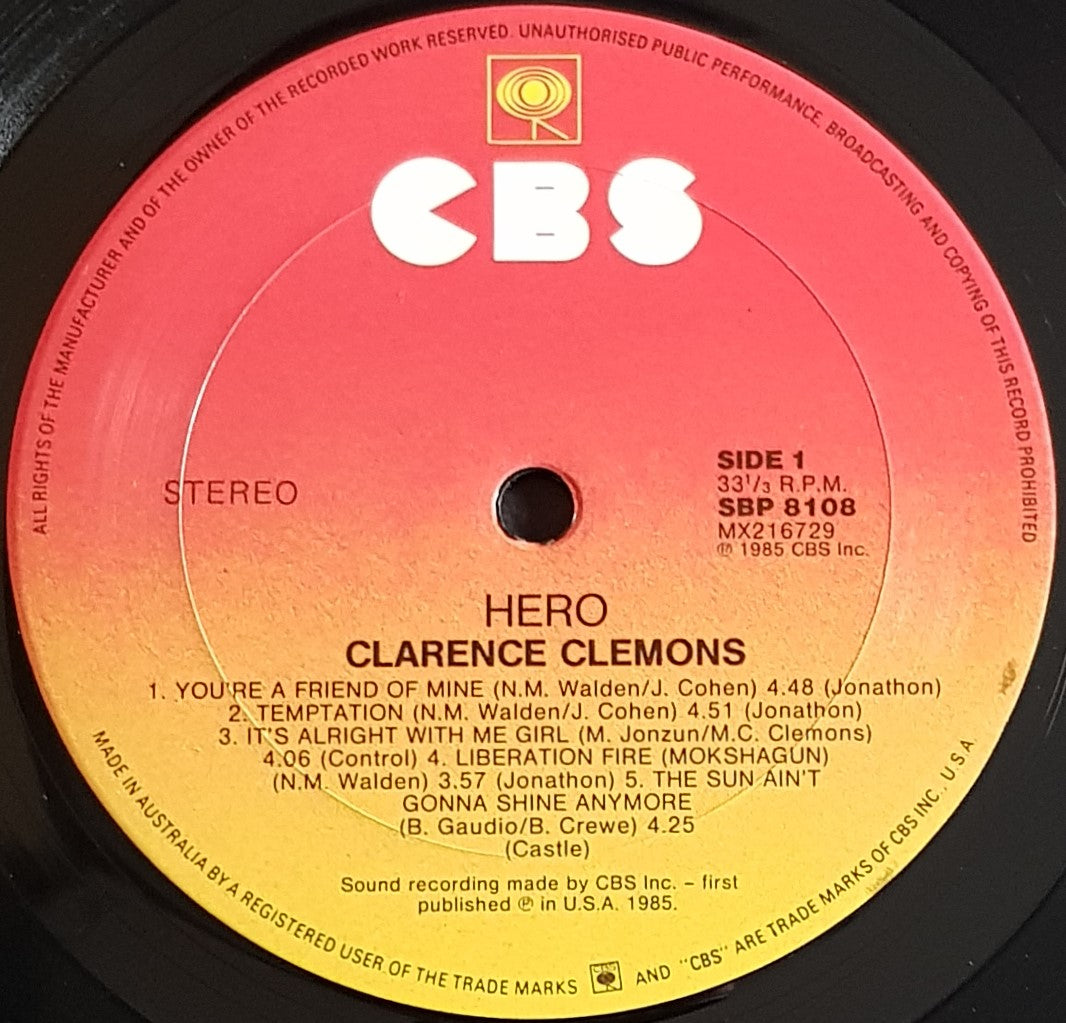 ALL RIGHTS OF THE MANUFACTURER AND OF THE OWNER OF THE RECORDED WORK RESERVED. UNAUTHORISED PUBLIC PERFORMANCE, BROADCASTING AND COPYING OF THIS RECORD PROHIBITED
CBS
STEREO
SIDE 1
33 1/3 R.P.M.
SBP 8108
MX216729
℗ 1985 CBS Inc.
HERO
CLARENCE CLEMONS
1. YOU'RE A FRIEND OF MINE (N.M. Walden/J. Cohen) 4.48 (Jonathon)
2. TEMPTATION (N.M. Walden/J. Cohen) 4.51 (Jonathon)
3. IT'S ALRIGHT WITH ME GIRL (M. Jonzun/M.C. Clemons)
4.06 (Control) 4. LIBERATION FIRE (MOKSHAGUN)
(N.M. Walden) 3.57 (Jonathon) 5. THE SUN AIN'T
GONNA SHINE ANYMORE
(B. Gaudio/B. Crewe) 4.25
(Castle)
Sound recording made by CBS Inc. – first
published ℗ in U.S.A. 1985.
MADE IN AUSTRALIA BY A REGISTERED USER OF THE TRADE MARKS CBS AND "CBS" ARE TRADE MARKS OF CBS INC., U.S.A.